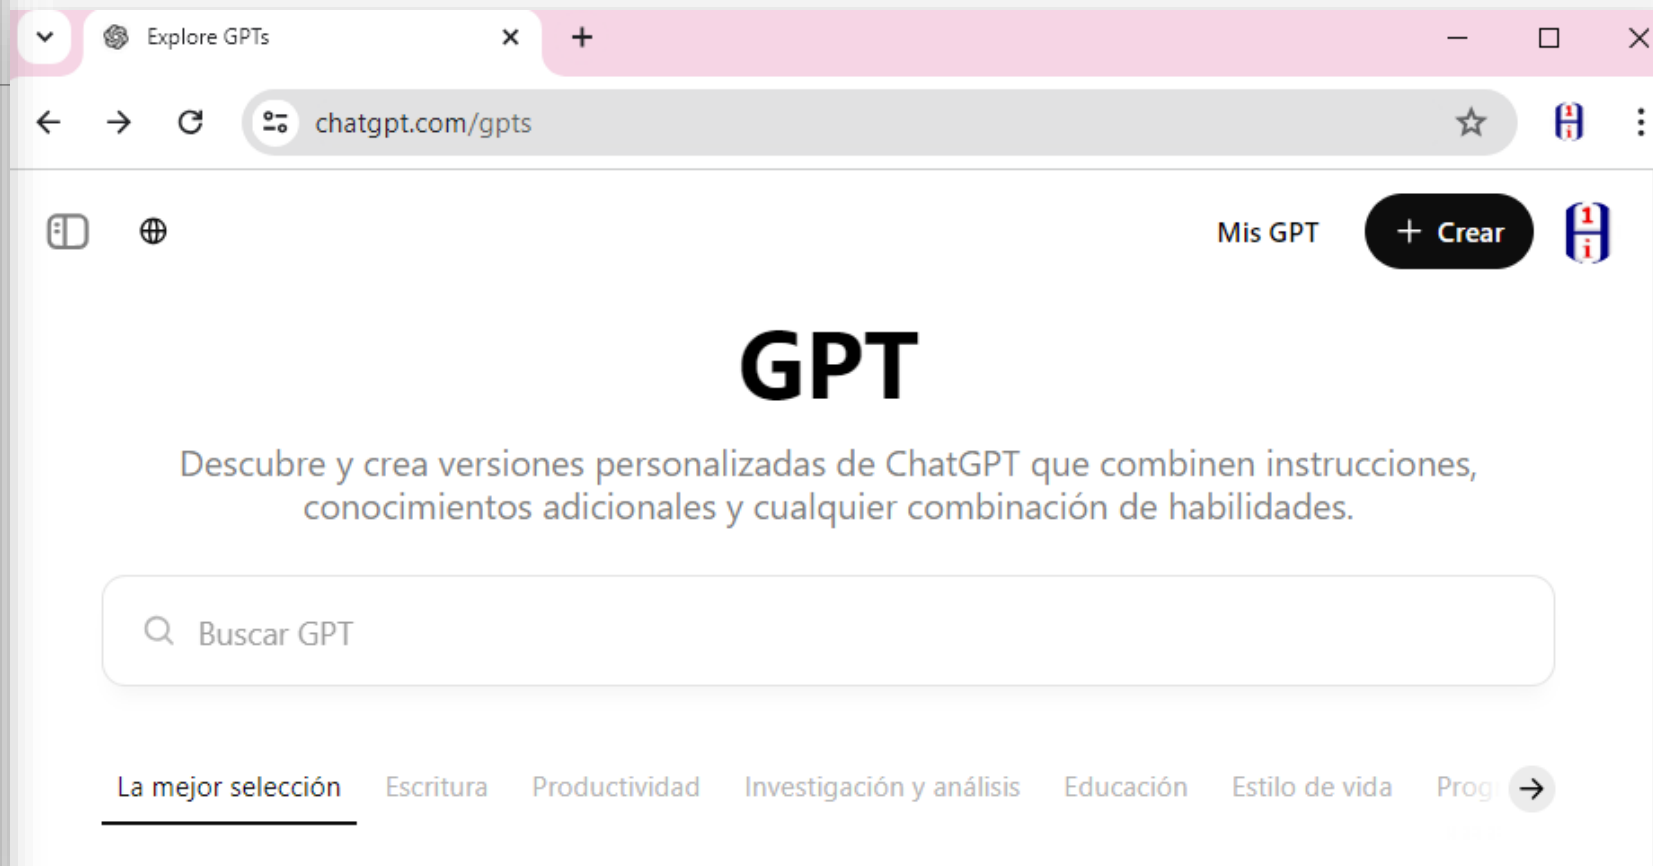 Explore GPTs
chatgpt.com/gpts
Mis GPT
+ Crear
GPT
Descubre y crea versiones personalizadas de ChatGPT que combinen instrucciones,
conocimientos adicionales y cualquier combinación de habilidades.
Buscar GPT
La mejor selección Escritura Productividad Investigación y análisis Educación Estilo de vida